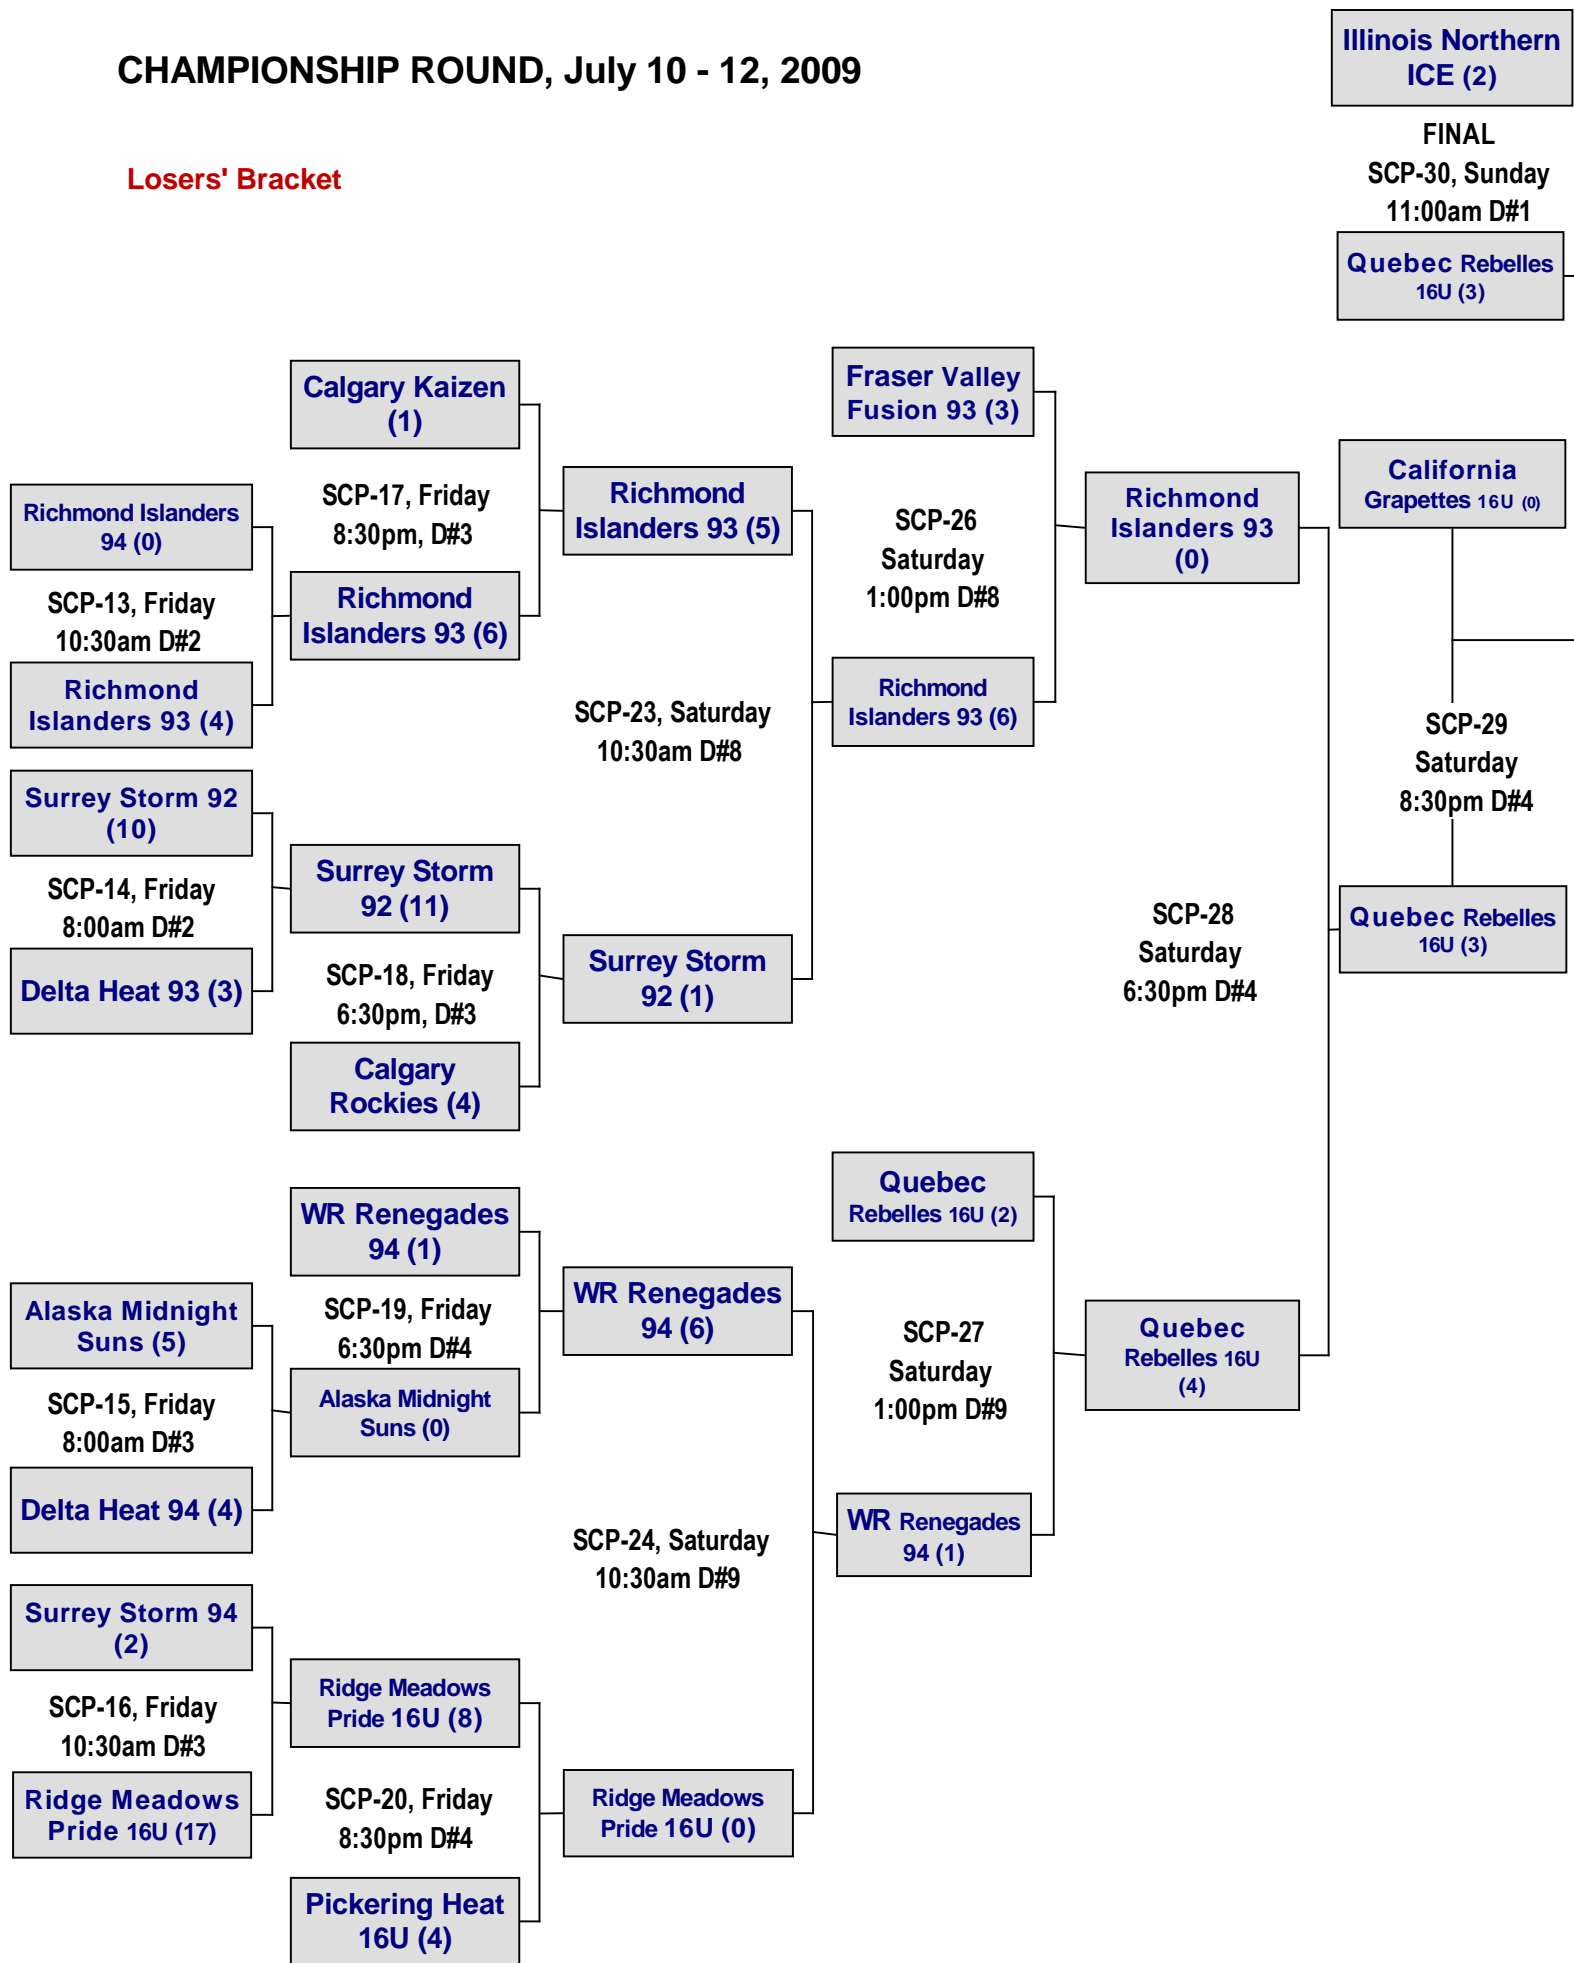 CHAMPIONSHIP ROUND, July 10 - 12, 2009
Losers' Bracket
Illinois Northern
ICE (2)
FINAL
SCP-30, Sunday
11:00am D#1
Quebec Rebelles
16U (3)
Richmond Islanders
94 (0)
SCP-13, Friday
10:30am D#2
Richmond
Islanders 93 (4)
Surrey Storm 92
(10)
SCP-14, Friday
8:00am D#2
Delta Heat 93 (3)
Alaska Midnight
Suns (5)
SCP-15, Friday
8:00am D#3
Delta Heat 94 (4)
Surrey Storm 94
(2)
SCP-16, Friday
10:30am D#3
Ridge Meadows
Pride 16U (17)
Calgary Kaizen
(1)
SCP-17, Friday
8:30pm, D#3
Richmond
Islanders 93 (6)
Surrey Storm
92 (11)
SCP-18, Friday
6:30pm, D#3
Calgary
Rockies (4)
WR Renegades
94 (1)
SCP-19, Friday
6:30pm D#4
Alaska Midnight
Suns (0)
Ridge Meadows
Pride 16U (8)
SCP-20, Friday
8:30pm D#4
Pickering Heat
16U (4)
Richmond
Islanders 93 (5)
SCP-23, Saturday
10:30am D#8
Surrey Storm
92 (1)
WR Renegades
94 (6)
SCP-24, Saturday
10:30am D#9
Ridge Meadows
Pride 16U (0)
Fraser Valley
Fusion 93 (3)
SCP-26
Saturday
1:00pm D#8
Richmond
Islanders 93 (6)
Quebec
Rebelles 16U (2)
SCP-27
Saturday
1:00pm D#9
WR Renegades
94 (1)
Richmond
Islanders 93
(0)
SCP-28
Saturday
6:30pm D#4
Quebec
Rebelles 16U
(4)
California
Grapettes 16U (0)
SCP-29
Saturday
8:30pm D#4
Quebec Rebelles
16U (3)